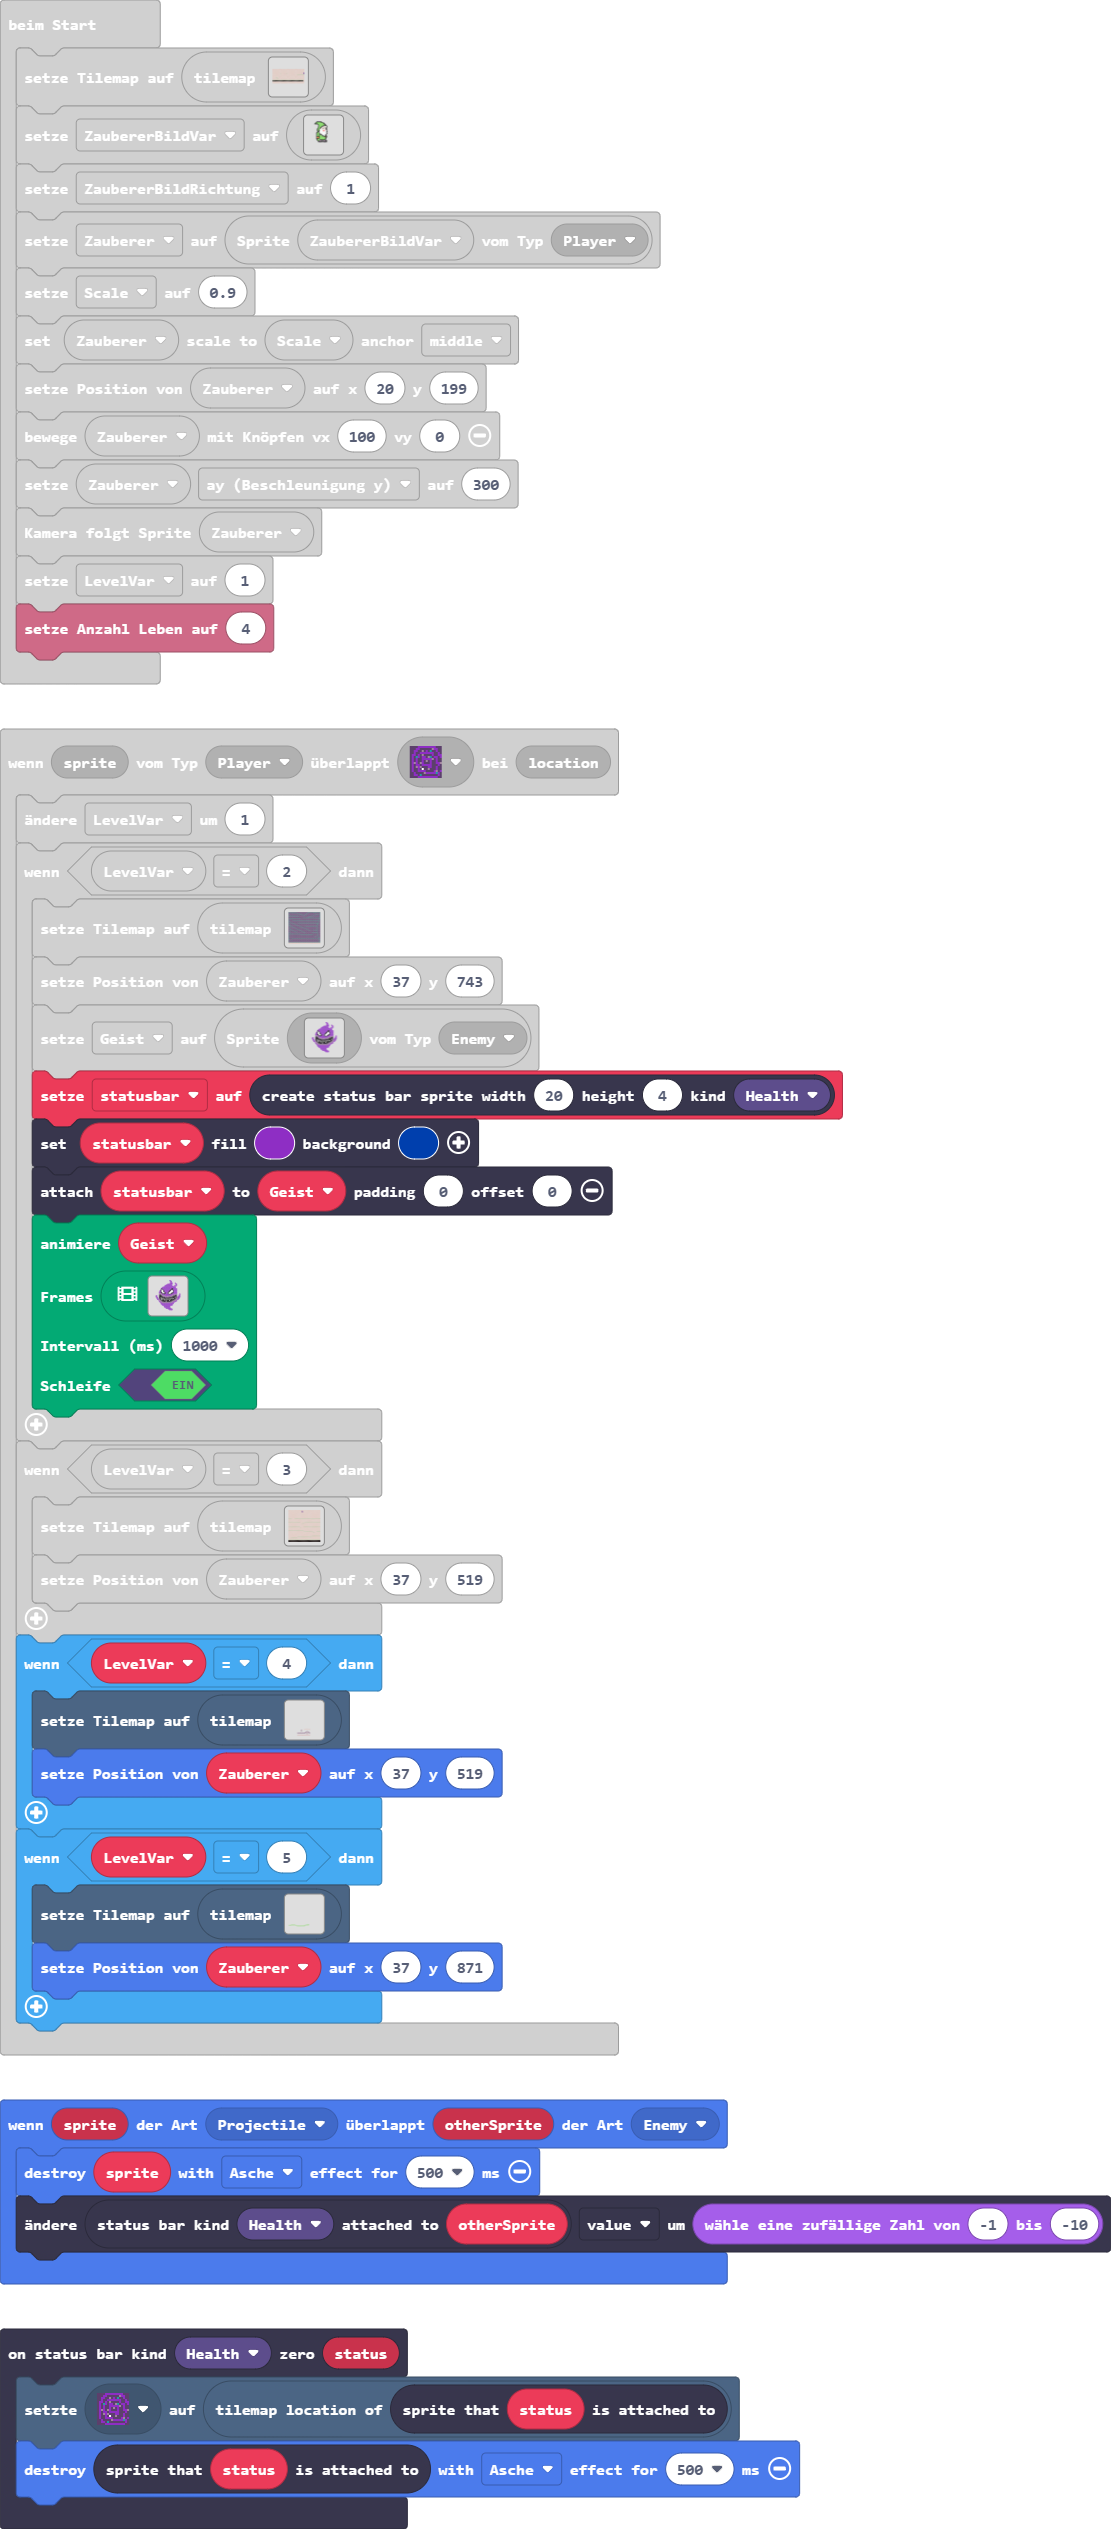 beim Start
setze Tilemap auf tilemap
setze ZaubererBildVar auf
setze ZaubererBildRichtung auf 1
setze Zauberer auf Sprite ZaubererBildVar vom Typ Player
setze Scale auf 0.9
set Zauberer scale to Scale anchor middle
setze Position von Zauberer auf x 20 y 199
bewege Zauberer mit Knöpfen vx 100 vy 0
setze Zauberer ay (Beschleunigung y) auf 300
Kamera folgt Sprite Zauberer
setze LevelVar auf 1
setze Anzahl Leben auf 4
wenn sprite vom Typ Player überlappt bei location
ändere LevelVar um 1
wenn LevelVar = 2 dann
setze Tilemap auf tilemap
setze Position von Zauberer auf x 37 y 743
setze Geist auf Sprite vom Typ Enemy
setze statusbar auf create status bar sprite width 20 height 4 kind Health
set statusbar fill background
attach statusbar to Geist padding 0 offset 0
animiere Geist
Frames
Intervall (ms) 1000
Schleife EIN
wenn LevelVar = 3 dann
setze Tilemap auf tilemap
setze Position von Zauberer auf x 37 y 519
wenn LevelVar = 4 dann
setze Tilemap auf tilemap
setze Position von Zauberer auf x 37 y 519
wenn LevelVar = 5 dann
setze Tilemap auf tilemap
setze Position von Zauberer auf x 37 y 871
wenn sprite der Art Projectile überlappt otherSprite der Art Enemy
destroy sprite with Asche effect for 500 ms
ändere status bar kind Health attached to otherSprite value um wähle eine zufällige Zahl von -1 bis -10
on status bar kind Health zero status
setzte auf tilemap location of sprite that status is attached to
destroy sprite that status is attached to with Asche effect for 500 ms